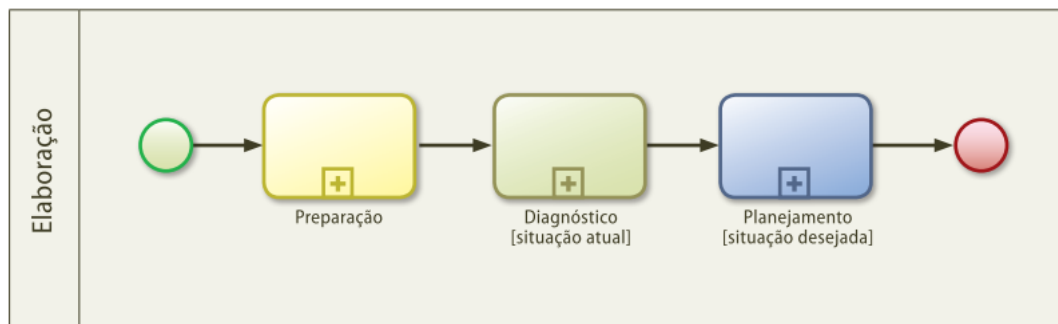 Elaboração
Preparação
Diagnóstico
[situação atual]
Planejamento
[situação desejada]